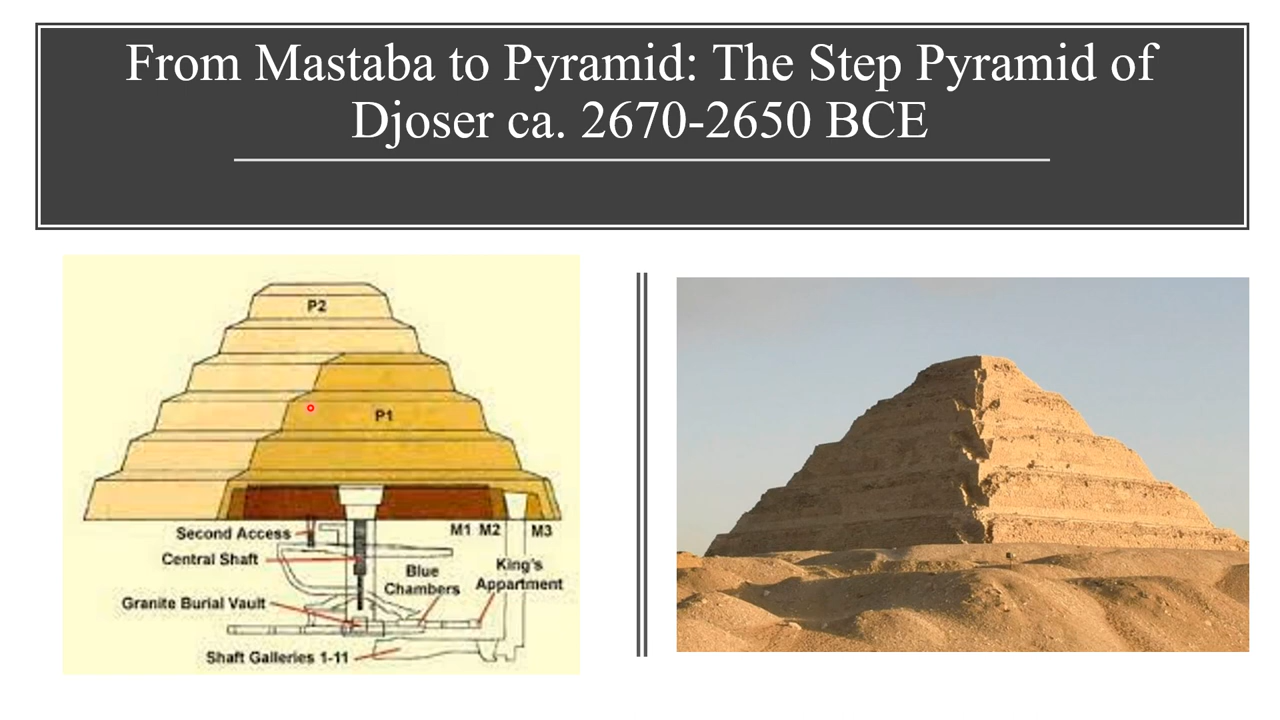 From Mastaba to Pyramid: The Step Pyramid of
Djoser ca. 2670-2650 BCE
P2
P1
Second Access
M1 M2 M3
Central Shaft
Blue
Chambers
King's
Appartment
Granite Burial Vault
Shaft Galleries 1-11